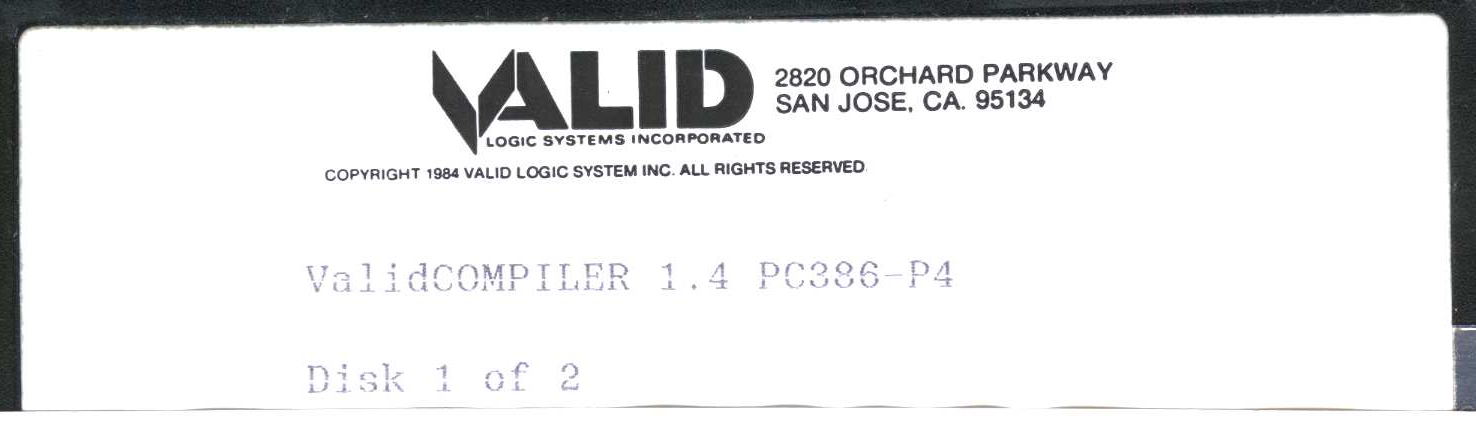 VALID
LOGIC SYSTEMS INCORPORATED
2820 ORCHARD PARKWAY
SAN JOSE, CA. 95134
COPYRIGHT 1984 VALID LOGIC SYSTEM INC. ALL RIGHTS RESERVED.
ValidCOMPILER 1.4 PC386-P4
Disk 1 of 2